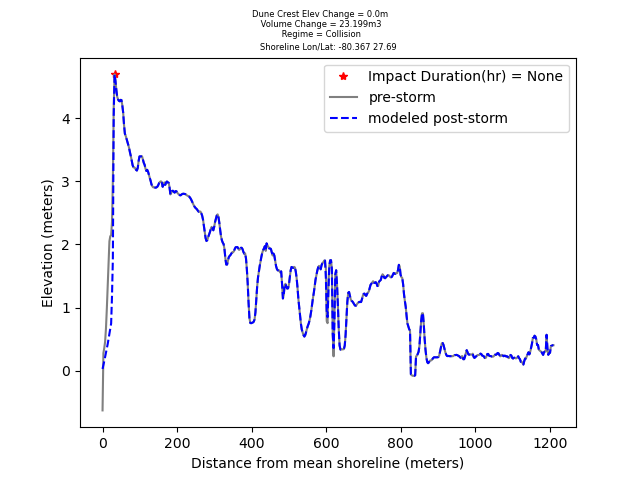 Dune Crest Elev Change = 0.0m
Volume Change = 23.199m3
Regime = Collision
Shoreline Lon/Lat: -80.367 27.69
Impact Duration(hr) = None
pre-storm
modeled post-storm
Elevation (meters)
4
3
2
1
0
0 200 400 600 800 1000 1200
Distance from mean shoreline (meters)